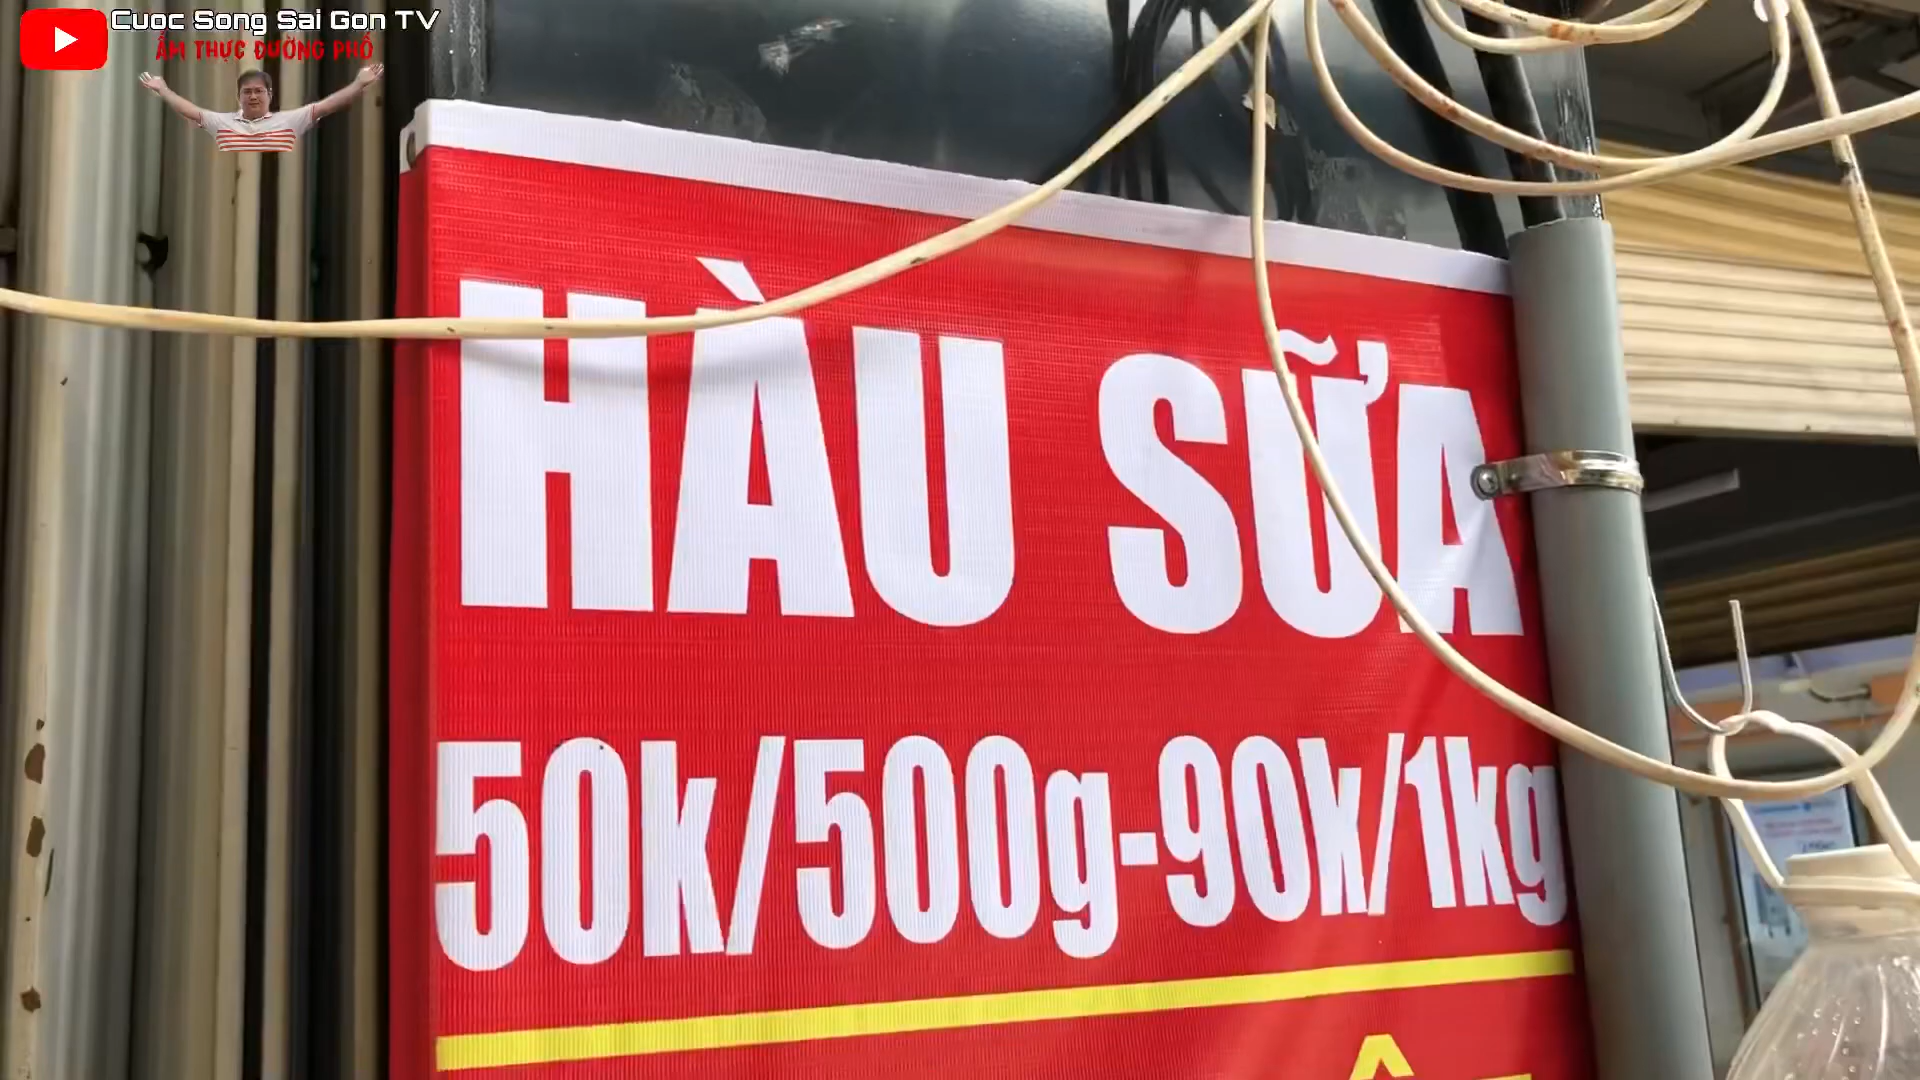 Cuoc Song Sai Gon TV
ẨM THỰC ĐƯỜNG PHỐ
HÀU SỮA
50k/500g-90k/1kg